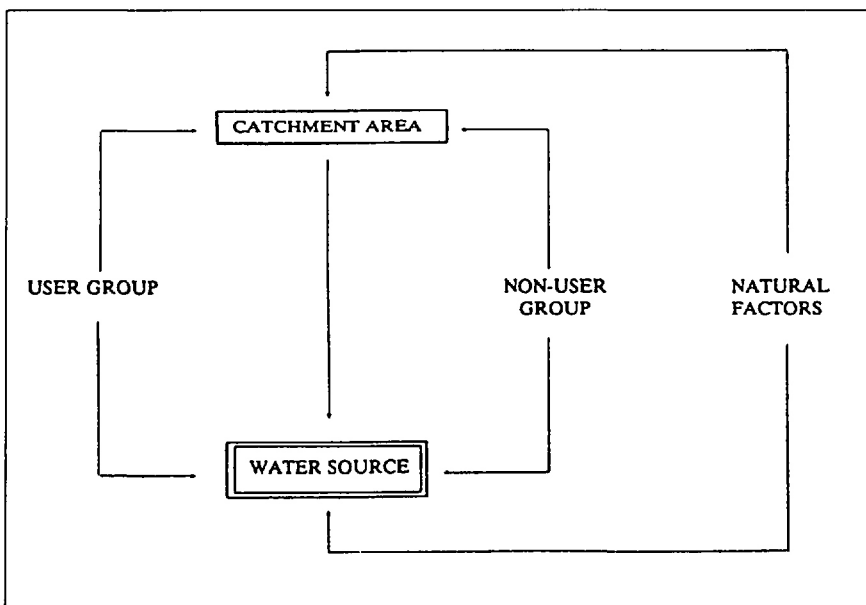 CATCHMENT AREA
USER GROUP
NON-USER
GROUP
NATURAL
FACTORS
WATER SOURCE